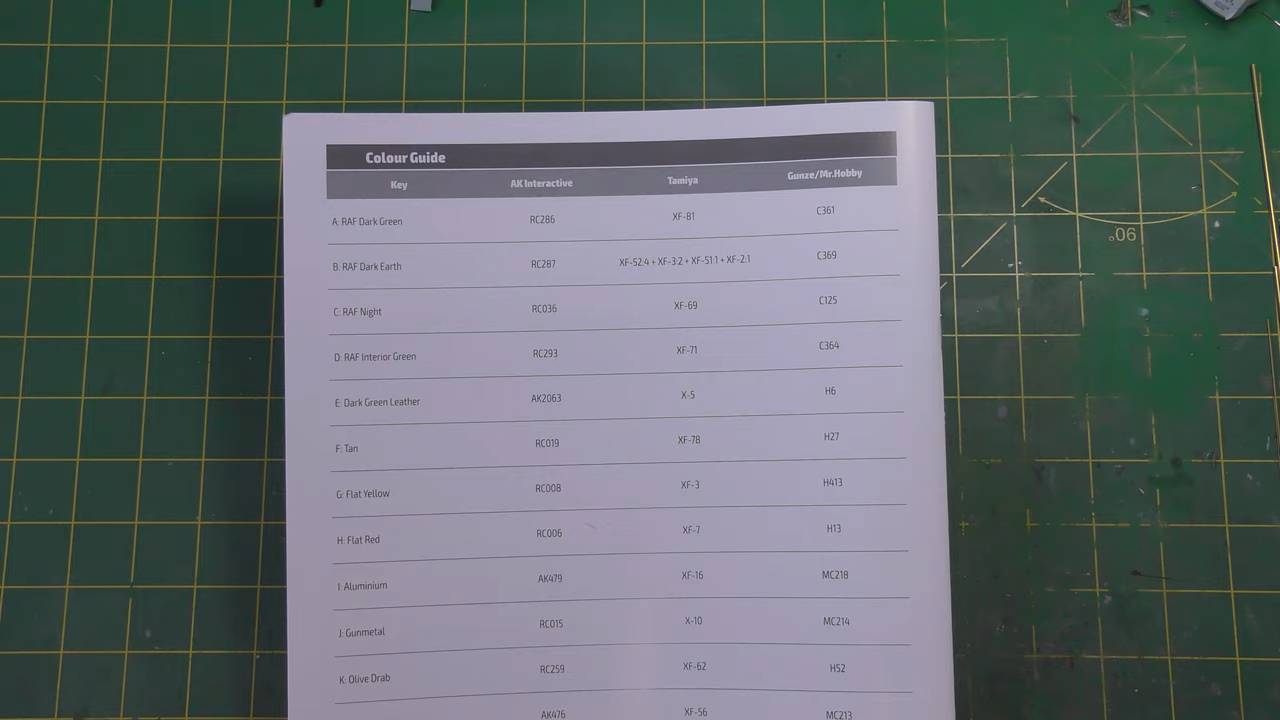 Colour Guide
Key AK Interactive Tamiya Gunze/Mr.Hobby
A: RAF Dark Green RC286 XF-81 C361
B: RAF Dark Earth RC287 XF-52:4 + XF-3:2 + XF-51:1 + XF-2:1 C369
C: RAF Night RC036 XF-69 C125
D: RAF Interior Green RC293 XF-71 C364
E: Dark Green Leather AK2063 X-5 H6
F: Tan RC019 XF-78 H27
G: Flat Yellow RC008 XF-3 H413
H: Flat Red RC006 XF-7 H13
I: Aluminium AK479 XF-16 MC218
J: Gunmetal RC015 X-10 MC214
K: Olive Drab RC259 XF-62 H52
AK476 XF-56 MC213
90°